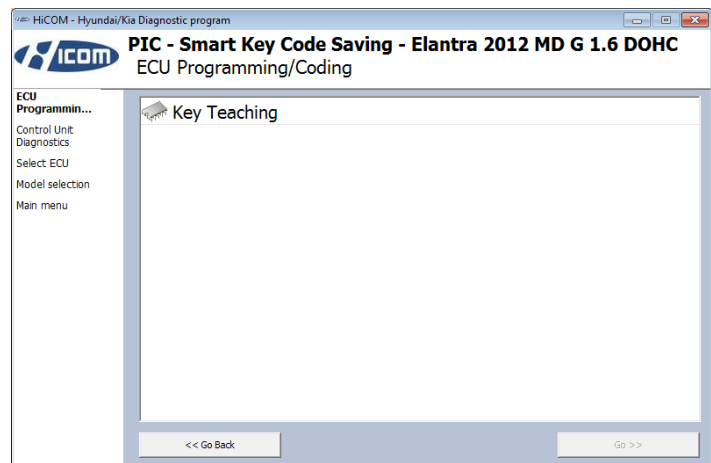 HiCOM - Hyundai/Kia Diagnostic program
HICOM
PIC - Smart Key Code Saving - Elantra 2012 MD G 1.6 DOHC
ECU Programming/Coding
ECU
Programmin...
Control Unit
Diagnostics
Select ECU
Model selection
Main menu
Key Teaching
<< Go Back
Go >>